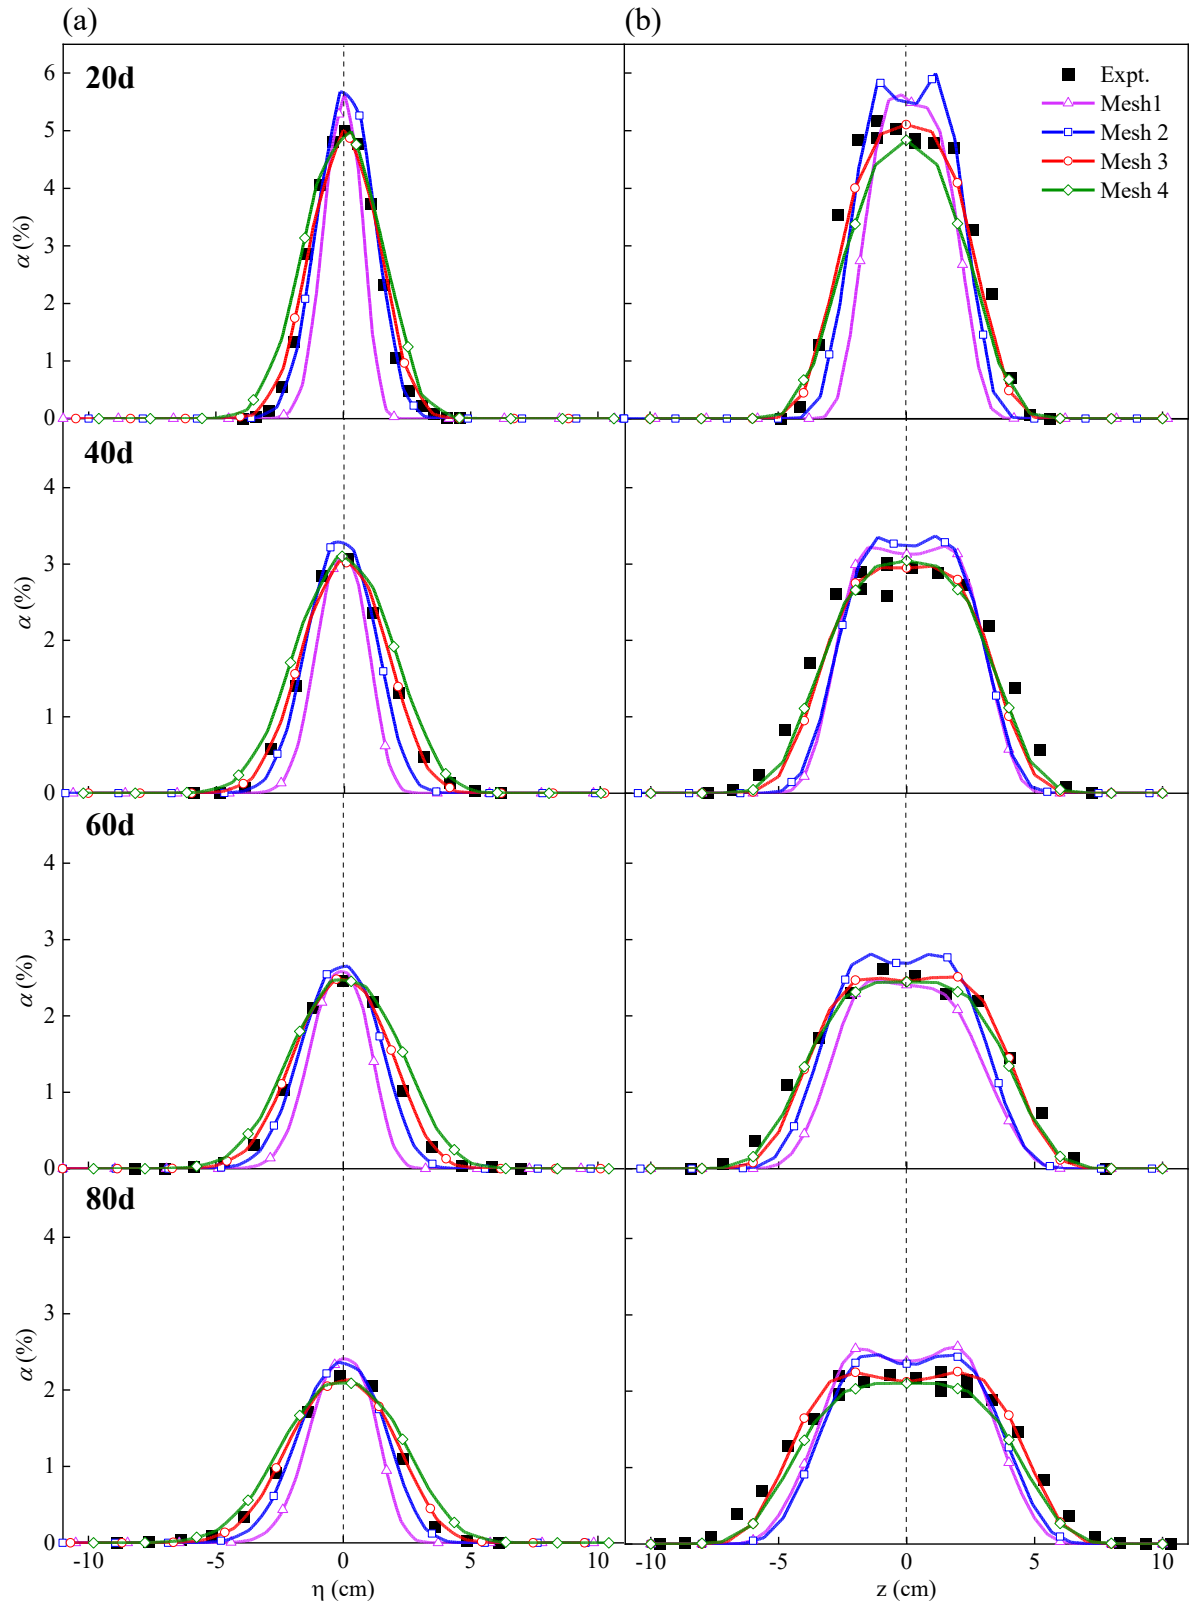 (a) (b)
20d
6
5
4
3
2
1
0
α (%)
Expt.
Mesh1
Mesh 2
Mesh 3
Mesh 4
40d
4
3
2
1
0
α (%)
60d
4
3
2
1
0
α (%)
80d
4
3
2
1
0
α (%)
-10 -5 0 5 10 -10 -5 0 5 10
η (cm) z (cm)